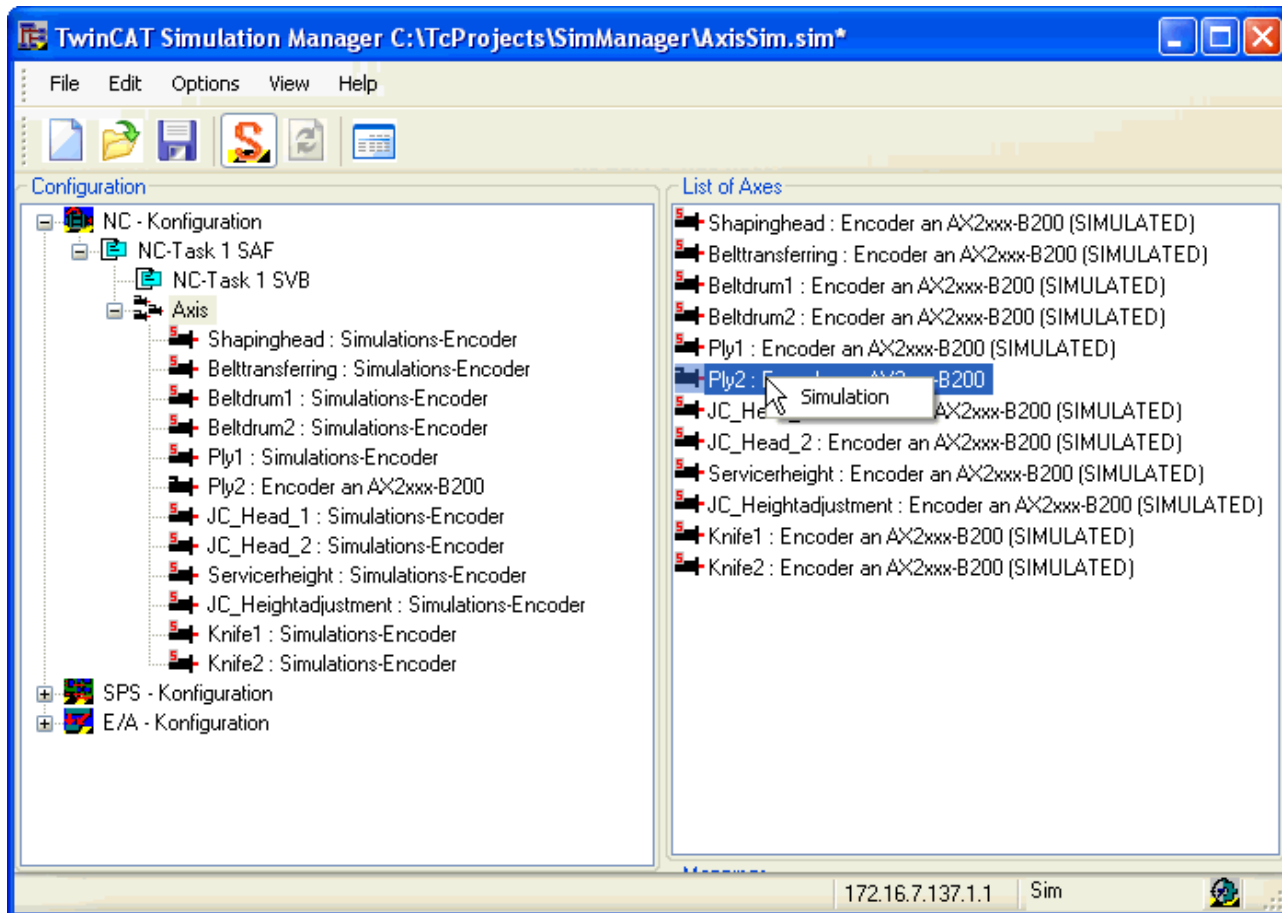 TwinCAT Simulation Manager C:\TcProjects\SimManager\AxisSim.sim*
File Edit Options View Help
Configuration
NC - Konfiguration
NC-Task 1 SAF
NC-Task 1 SVB
Axis
Shapinghead : Simulations-Encoder
Belttransferring : Simulations-Encoder
Beltdrum1 : Simulations-Encoder
Beltdrum2 : Simulations-Encoder
Ply1 : Simulations-Encoder
Ply2 : Encoder an AX2xxx-B200
JC_Head_1 : Simulations-Encoder
JC_Head_2 : Simulations-Encoder
Servicerheight : Simulations-Encoder
JC_Heightadjustment : Simulations-Encoder
Knife1 : Simulations-Encoder
Knife2 : Simulations-Encoder
SPS - Konfiguration
E/A - Konfiguration
List of Axes
Shapinghead : Encoder an AX2xxx-B200 (SIMULATED)
Belttransferring : Encoder an AX2xxx-B200 (SIMULATED)
Beltdrum1 : Encoder an AX2xxx-B200 (SIMULATED)
Beltdrum2 : Encoder an AX2xxx-B200 (SIMULATED)
Ply1 : Encoder an AX2xxx-B200 (SIMULATED)
Ply2 : -B200
Simulation
AX2xxx-B200 (SIMULATED)
JC_Head_2 : Encoder an AX2xxx-B200 (SIMULATED)
Servicerheight : Encoder an AX2xxx-B200 (SIMULATED)
JC_Heightadjustment : Encoder an AX2xxx-B200 (SIMULATED)
Knife1 : Encoder an AX2xxx-B200 (SIMULATED)
Knife2 : Encoder an AX2xxx-B200 (SIMULATED)
172.16.7.137.1.1 Sim